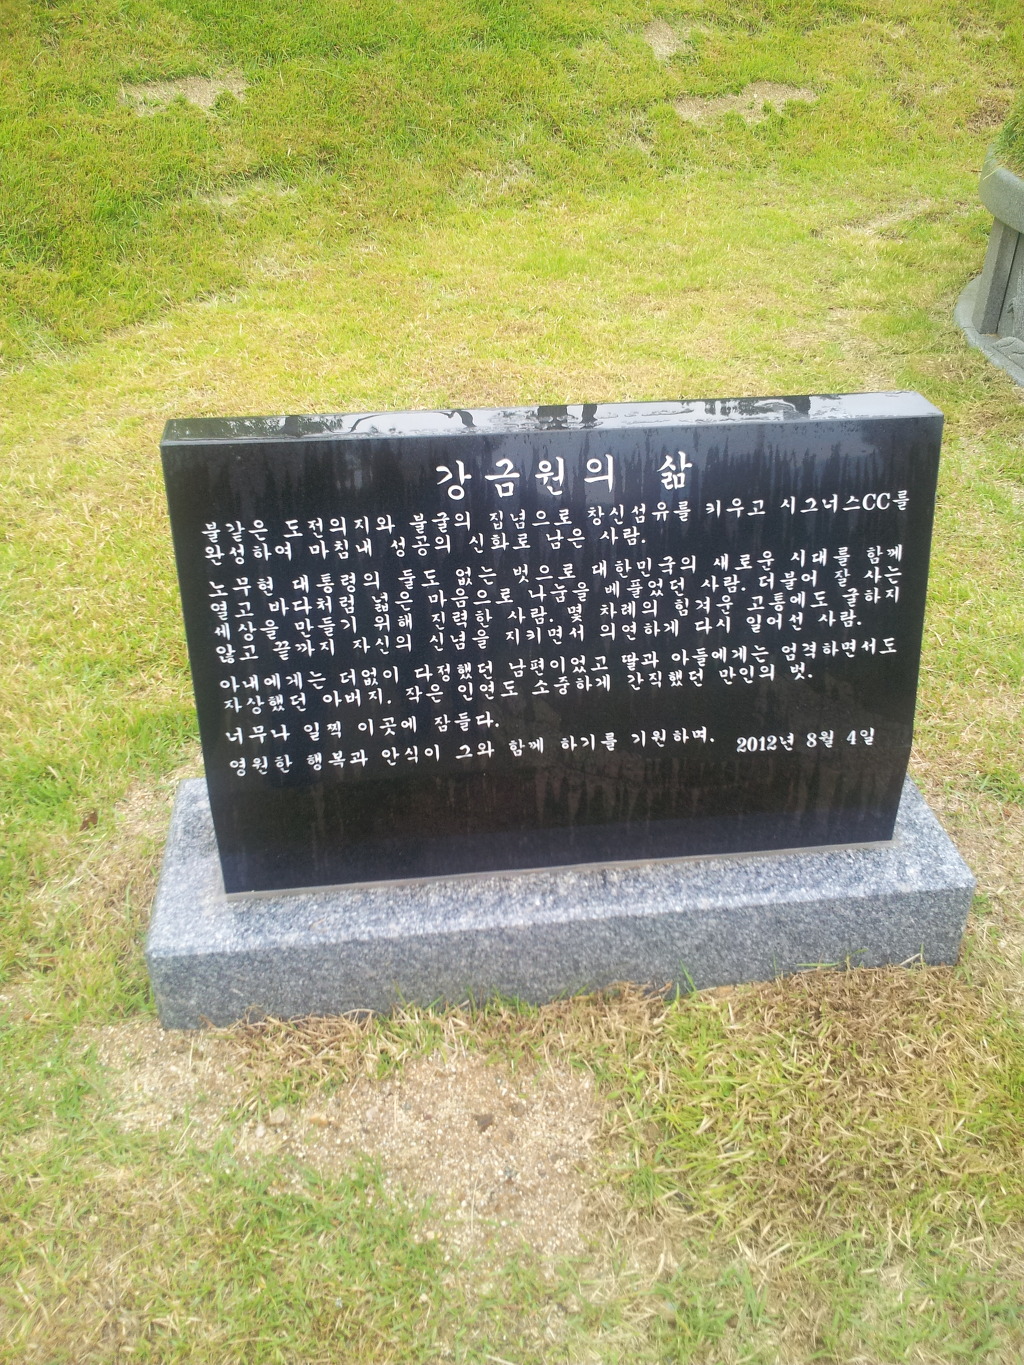 강금원의 삶
불같은 도전의지와 불굴의 집념으로 창신섬유를 키우고 시그너스CC를
완성하여 마침내 성공의 신화로 남은 사람.
노무현 대통령의 둘도 없는 벗으로 대한민국의 새로운 시대를 함께
열고 바다처럼 넓은 마음으로 나눔을 베풀었던 사람. 더불어 잘 사는
세상을 만들기 위해 진력한 사람. 몇 차례의 힘겨운 고통에도 굴하지
않고 끝까지 자신의 신념을 지키면서 의연하게 다시 일어선 사람.
아내에게는 더없이 다정했던 남편이었고 딸과 아들에게는 엄격하면서도
자상했던 아버지. 작은 인연도 소중하게 간직했던 만인의 벗.
너무나 일찍 이곳에 잠들다.
영원한 행복과 안식이 그와 함께 하기를 기원하며. 2012년 8월 4일